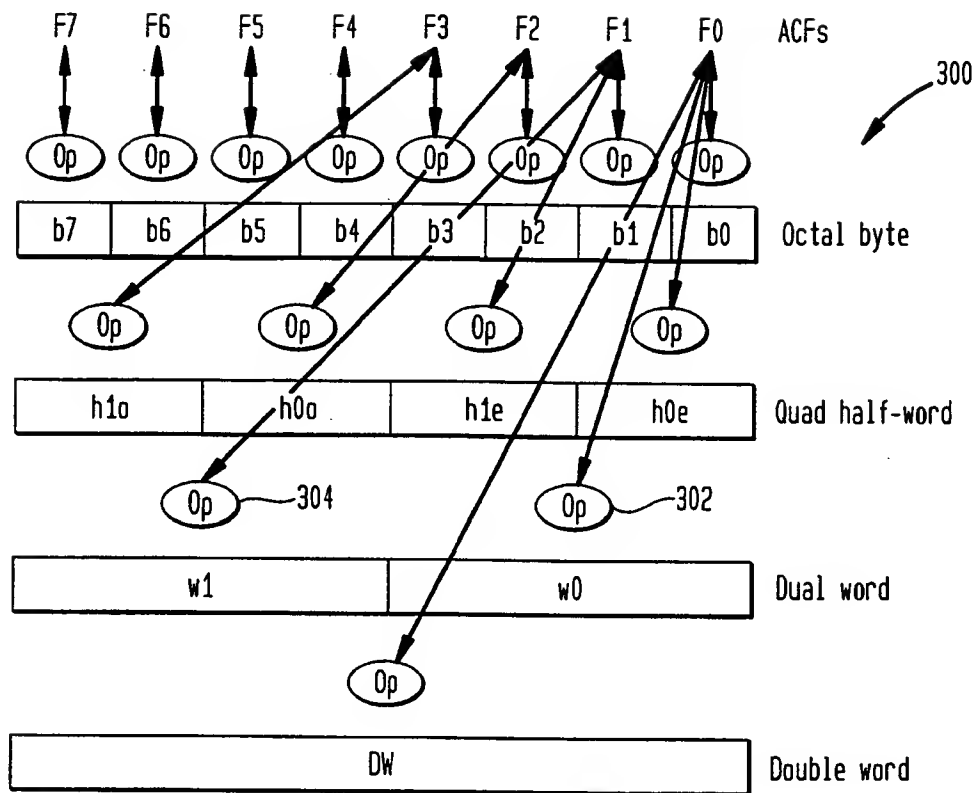 F7 F6 F5 F4 F3 F2 F1 F0 ACFs
300
Op Op Op Op Op Op Op Op
b7 b6 b5 b4 b3 b2 b1 b0 Octal byte
Op Op Op Op
h1o h0o h1e h0e Quad half-word
Op 304 Op 302
w1 w0 Dual word
Op
DW Double word